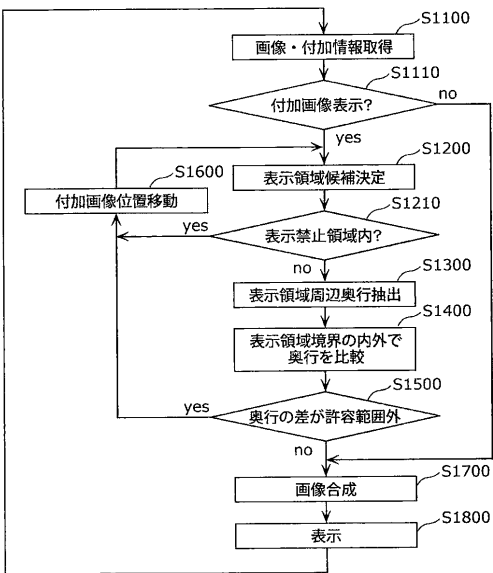 S1100
画像・付加情報取得
S1110
付加画像表示?
no
yes
S1200
表示領域候補決定
S1600
付加画像位置移動
S1210
表示禁止領域内?
yes
no
S1300
表示領域周辺奥行抽出
S1400
表示領域境界の内外で
奥行を比較
S1500
奥行の差が許容範囲外
yes
no
S1700
画像合成
S1800
表示